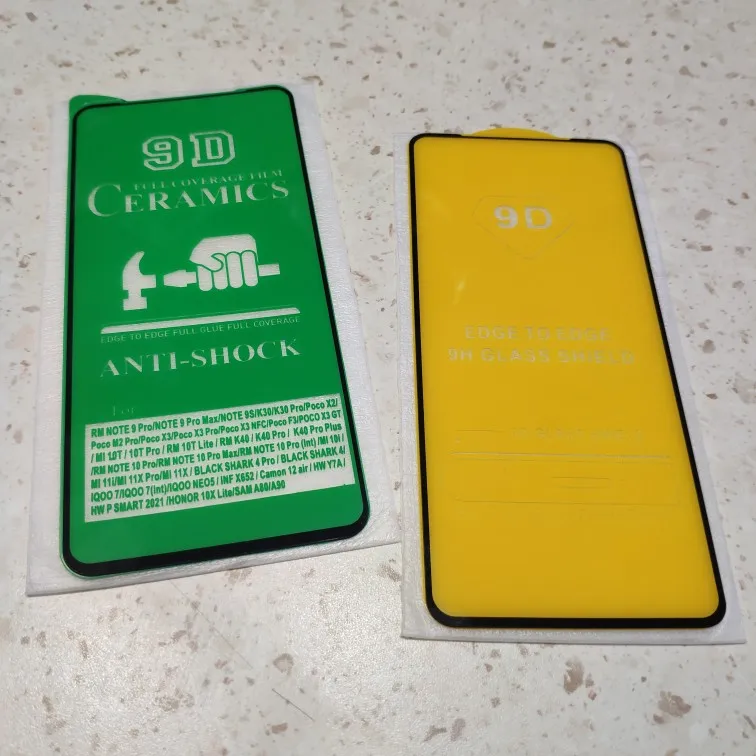 9D
FULL COVERAGE FILM
CERAMICS
EDGE TO EDGE FULL GLUE FULL COVERAGE
ANTI-SHOCK
For
RM NOTE 9 Pro/NOTE 9 Pro Max/NOTE 9S/K30/K30 Pro/Poco X2/
Poco M2 Pro/Poco X3/Poco X3 Pro/Poco X3 NFC/Poco F3/POCO X3 GT
/ MI 10T / 10T Pro / RM 10T Lite / RM K40 / K40 Pro / K40 Pro Plus
/RM NOTE 10 Pro/RM NOTE 10 Pro Max/RM NOTE 10 Pro (Int) /MI 10i /
MI 11i/MI 11X Pro/MI 11X / BLACK SHARK 4 Pro / BLACK SHARK 4/
IQOO 7/IQOO 7(int)/IQOO NEO5 / INF X652 / Camon 12 air / HW Y7A /
HW P SMART 2021 /HONOR 10X Lite/SAM A80/A90
9D
EDGE TO EDGE
9H GLASS SHIELD